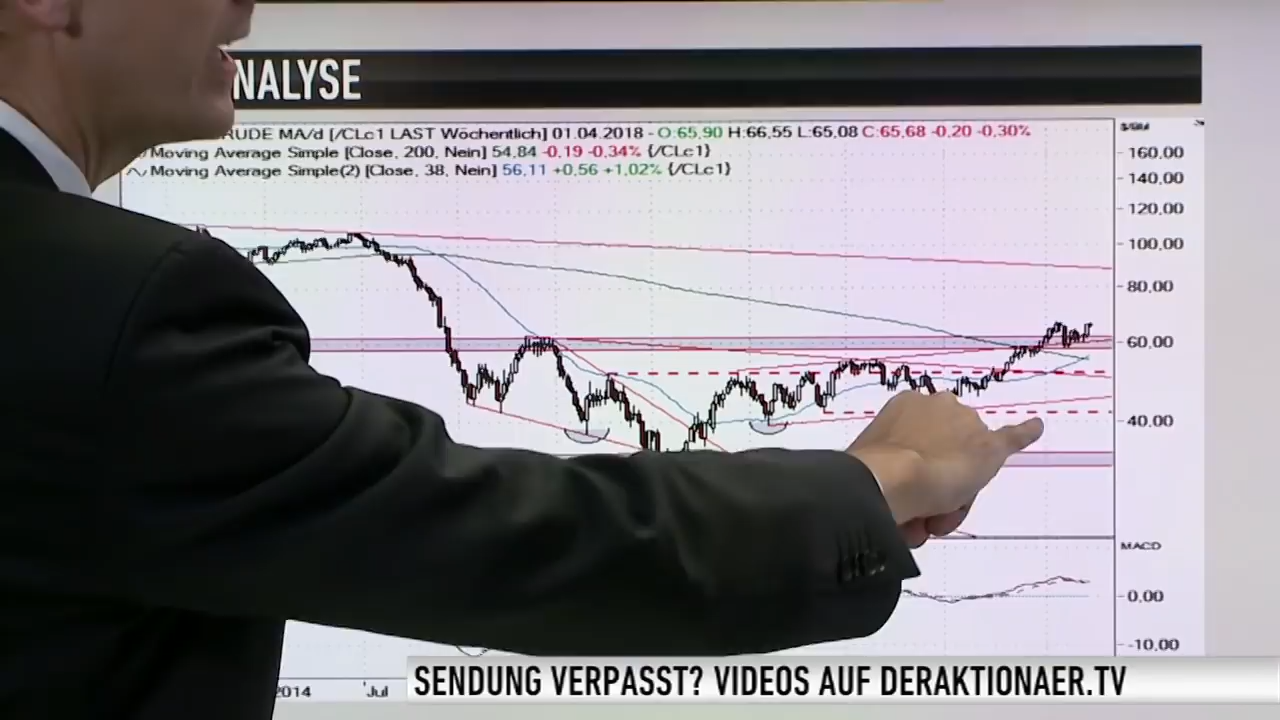 NALYSE
RUDE MA/d [/CLc1 LAST Wöchentlich] 01.04.2018 - O:65,90 H:66,55 L:65,08 C:65,68 -0,20 -0,30%
Moving Average Simple [Close, 200, Nein] 54,84 -0,19 -0,34% {/CLc1}
Moving Average Simple(2) [Close, 38, Nein] 56,11 +0,56 +1,02% {/CLc1}
160,00
140,00
120,00
100,00
80,00
60,00
40,00
MACD
0,00
-10,00
2014 Jul
SENDUNG VERPASST? VIDEOS AUF DERAKTIONAER.TV